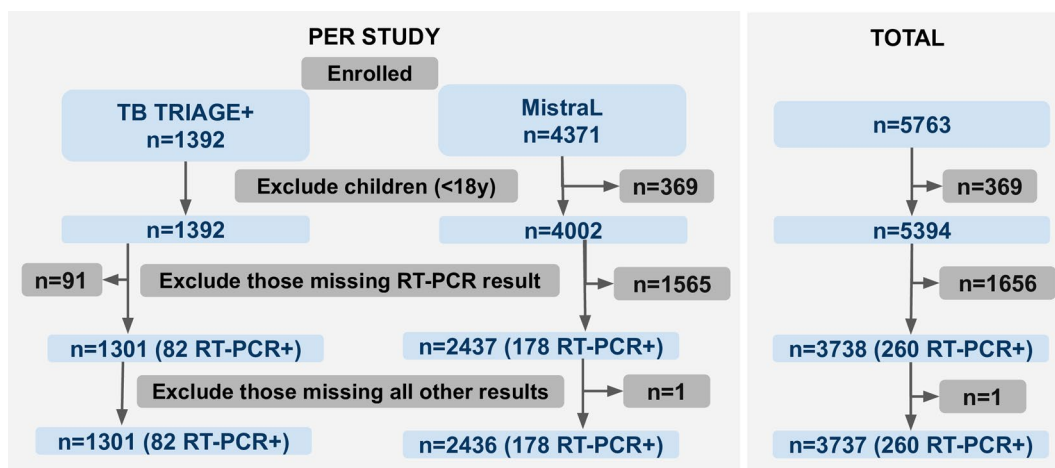 PER STUDY
TOTAL
Enrolled
TB TRIAGE+
n=1392
MistraL
n=4371
n=5763
Exclude children (<18y)
n=369
n=369
n=1392
n=4002
n=5394
n=91
Exclude those missing RT-PCR result
n=1565
n=1656
n=1301 (82 RT-PCR+)
n=2437 (178 RT-PCR+)
n=3738 (260 RT-PCR+)
Exclude those missing all other results
n=1
n=1
n=1301 (82 RT-PCR+)
n=2436 (178 RT-PCR+)
n=3737 (260 RT-PCR+)